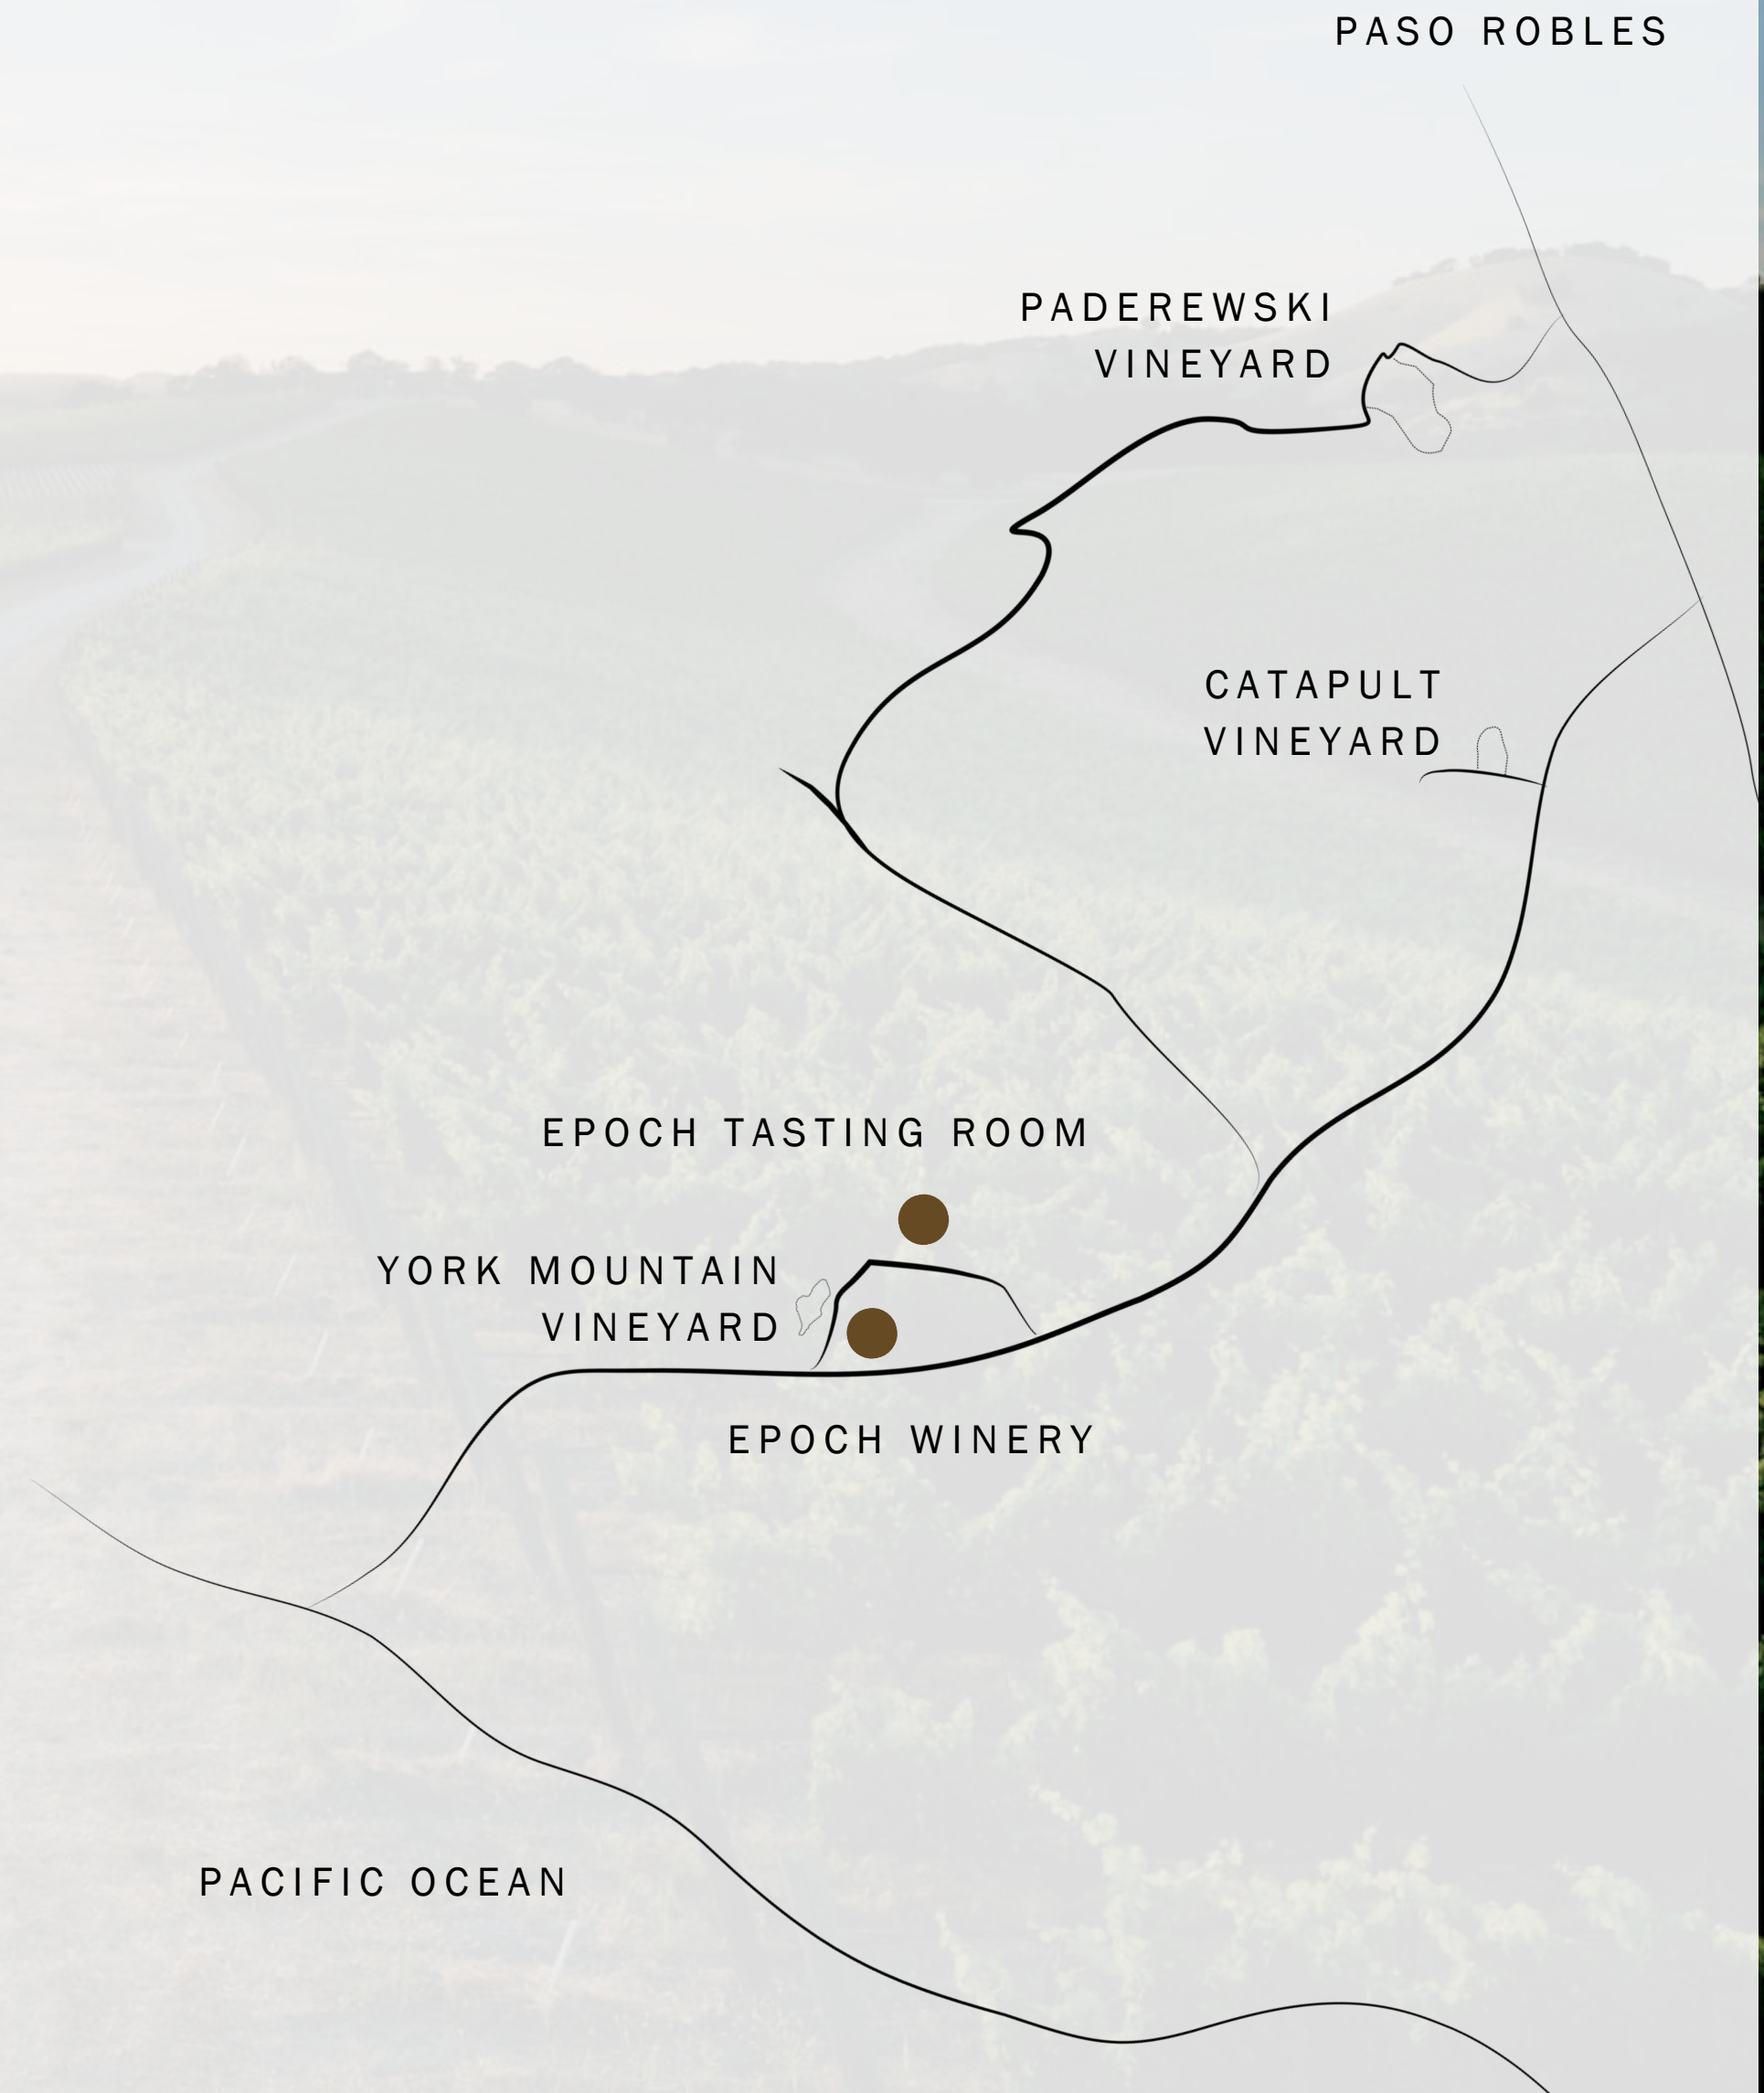 PASO ROBLES
PADEREWSKI
VINEYARD
CATAPULT
VINEYARD
EPOCH TASTING ROOM
YORK MOUNTAIN
VINEYARD
EPOCH WINERY
PACIFIC OCEAN